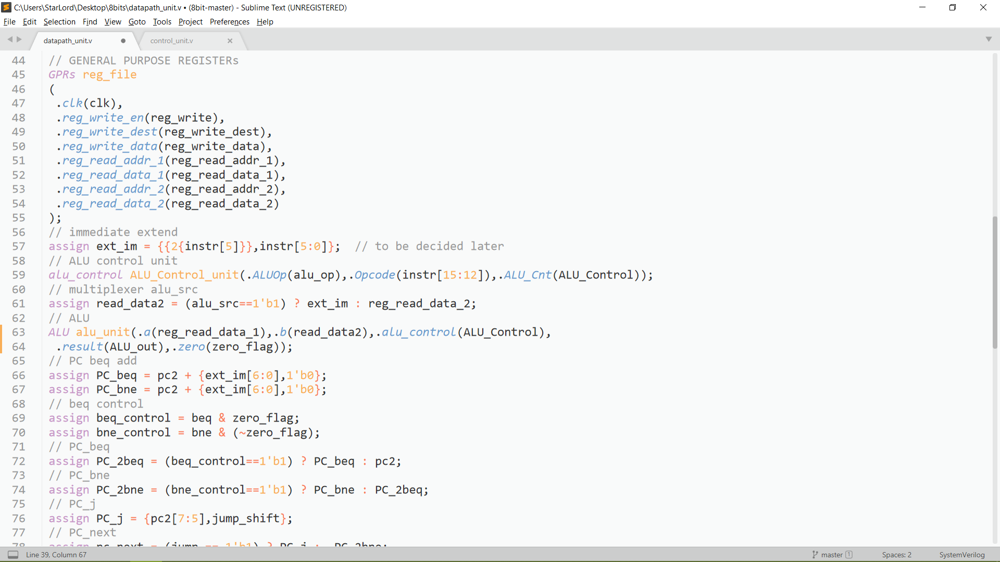 C:\Users\StarLord\Desktop\8bits\datapath_unit.v • (8bit-master) - Sublime Text (UNREGISTERED)
File Edit Selection Find View Goto Tools Project Preferences Help
datapath_unit.v control_unit.v
44 // GENERAL PURPOSE REGISTERs
45 GPRs reg_file
46 (
47 .clk(clk),
48 .reg_write_en(reg_write),
49 .reg_write_dest(reg_write_dest),
50 .reg_write_data(reg_write_data),
51 .reg_read_addr_1(reg_read_addr_1),
52 .reg_read_data_1(reg_read_data_1),
53 .reg_read_addr_2(reg_read_addr_2),
54 .reg_read_data_2(reg_read_data_2)
55 );
56 // immediate extend
57 assign ext_im = {{2{instr[5]}},instr[5:0]}; // to be decided later
58 // ALU control unit
59 alu_control ALU_Control_unit(.ALUOp(alu_op),.Opcode(instr[15:12]),.ALU_Cnt(ALU_Control));
60 // multiplexer alu_src
61 assign read_data2 = (alu_src==1'b1) ? ext_im : reg_read_data_2;
62 // ALU
63 ALU alu_unit(.a(reg_read_data_1),.b(read_data2),.alu_control(ALU_Control),
64 .result(ALU_out),.zero(zero_flag));
65 // PC beq add
66 assign PC_beq = pc2 + {ext_im[6:0],1'b0};
67 assign PC_bne = pc2 + {ext_im[6:0],1'b0};
68 // beq control
69 assign beq_control = beq & zero_flag;
70 assign bne_control = bne & (~zero_flag);
71 // PC_beq
72 assign PC_2beq = (beq_control==1'b1) ? PC_beq : pc2;
73 // PC_bne
74 assign PC_2bne = (bne_control==1'b1) ? PC_bne : PC_2beq;
75 // PC_j
76 assign PC_j = {pc2[7:5],jump_shift};
77 // PC_next
78 assign pc_next = (jump == 1'b1) ? PC_j : PC_2bne;
Line 39, Column 67 master 1 Spaces: 2 SystemVerilog